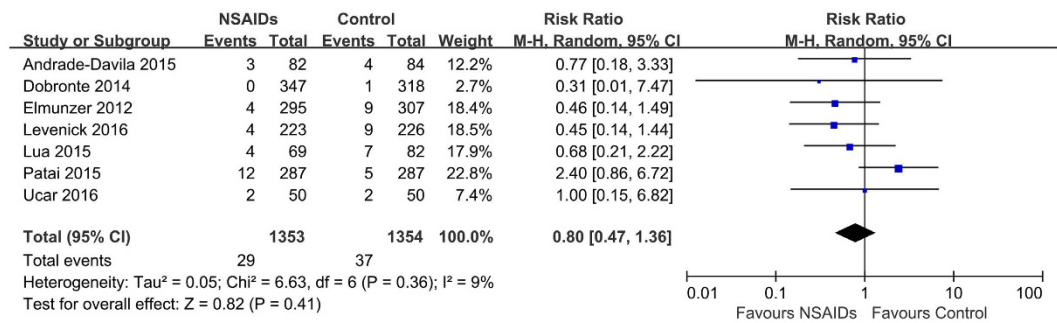 NSAIDs Control Risk Ratio Risk Ratio
Study or Subgroup Events Total Events Total Weight M-H, Random, 95% CI M-H, Random, 95% CI
Andrade-Davila 2015 3 82 4 84 12.2% 0.77 [0.18, 3.33]
Dobronte 2014 0 347 1 318 2.7% 0.31 [0.01, 7.47]
Elmunzer 2012 4 295 9 307 18.4% 0.46 [0.14, 1.49]
Levenick 2016 4 223 9 226 18.5% 0.45 [0.14, 1.44]
Lua 2015 4 69 7 82 17.9% 0.68 [0.21, 2.22]
Patai 2015 12 287 5 287 22.8% 2.40 [0.86, 6.72]
Ucar 2016 2 50 2 50 7.4% 1.00 [0.15, 6.82]
Total (95% CI) 1353 1354 100.0% 0.80 [0.47, 1.36]
Total events 29 37
Heterogeneity: Tau² = 0.05; Chi² = 6.63, df = 6 (P = 0.36); I² = 9%
Test for overall effect: Z = 0.82 (P = 0.41)
0.01 0.1 1 10 100
Favours NSAIDs Favours Control